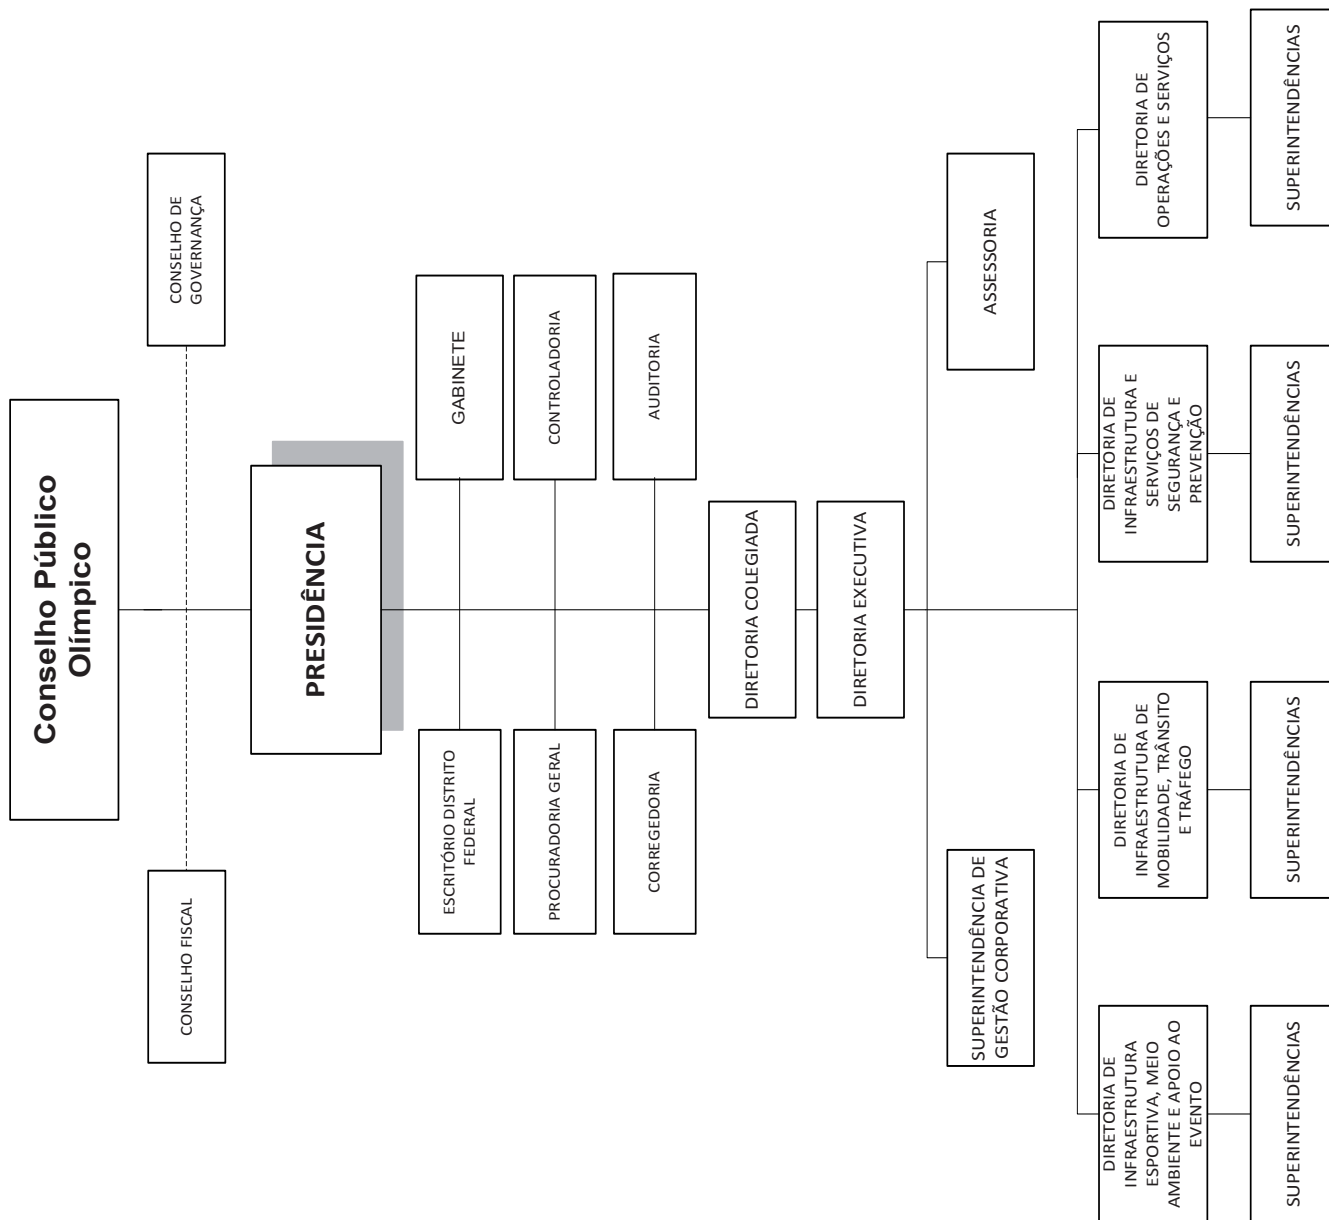 Conselho Público
Olímpico
CONSELHO FISCAL
CONSELHO DE
GOVERNANÇA
PRESIDÊNCIA
ESCRITÓRIO DISTRITO
FEDERAL
GABINETE
PROCURADORIA GERAL
CONTROLADORIA
CORREGEDORIA
AUDITORIA
DIRETORIA COLEGIADA
DIRETORIA EXECUTIVA
SUPERINTENDÊNCIA DE
GESTÃO CORPORATIVA
ASSESSORIA
DIRETORIA DE
INFRAESTRUTURA
ESPORTIVA, MEIO
AMBIENTE E APOIO AO
EVENTO
DIRETORIA DE
INFRAESTRUTURA DE
MOBILIDADE, TRÂNSITO
E TRÁFEGO
DIRETORIA DE
INFRAESTRUTURA E
SERVIÇOS DE
SEGURANÇA E
PREVENÇÃO
DIRETORIA DE
OPERAÇÕES E SERVIÇOS
SUPERINTENDÊNCIAS
SUPERINTENDÊNCIAS
SUPERINTENDÊNCIAS
SUPERINTENDÊNCIAS